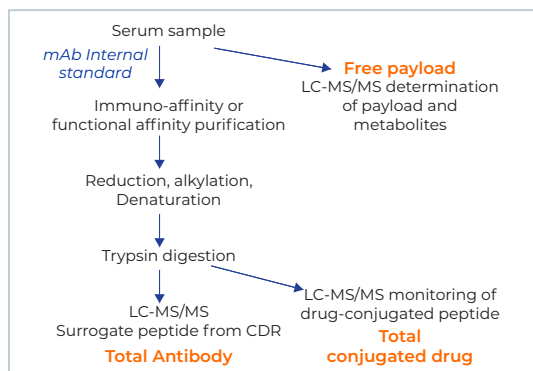 Serum sample
mAb Internal
standard
Free payload
LC-MS/MS determination
of payload and
metabolites
Immuno-affinity or
functional affinity purification
Reduction, alkylation,
Denaturation
Trypsin digestion
LC-MS/MS
Surrogate peptide from CDR
Total Antibody
LC-MS/MS monitoring of
drug-conjugated peptide
Total
conjugated drug